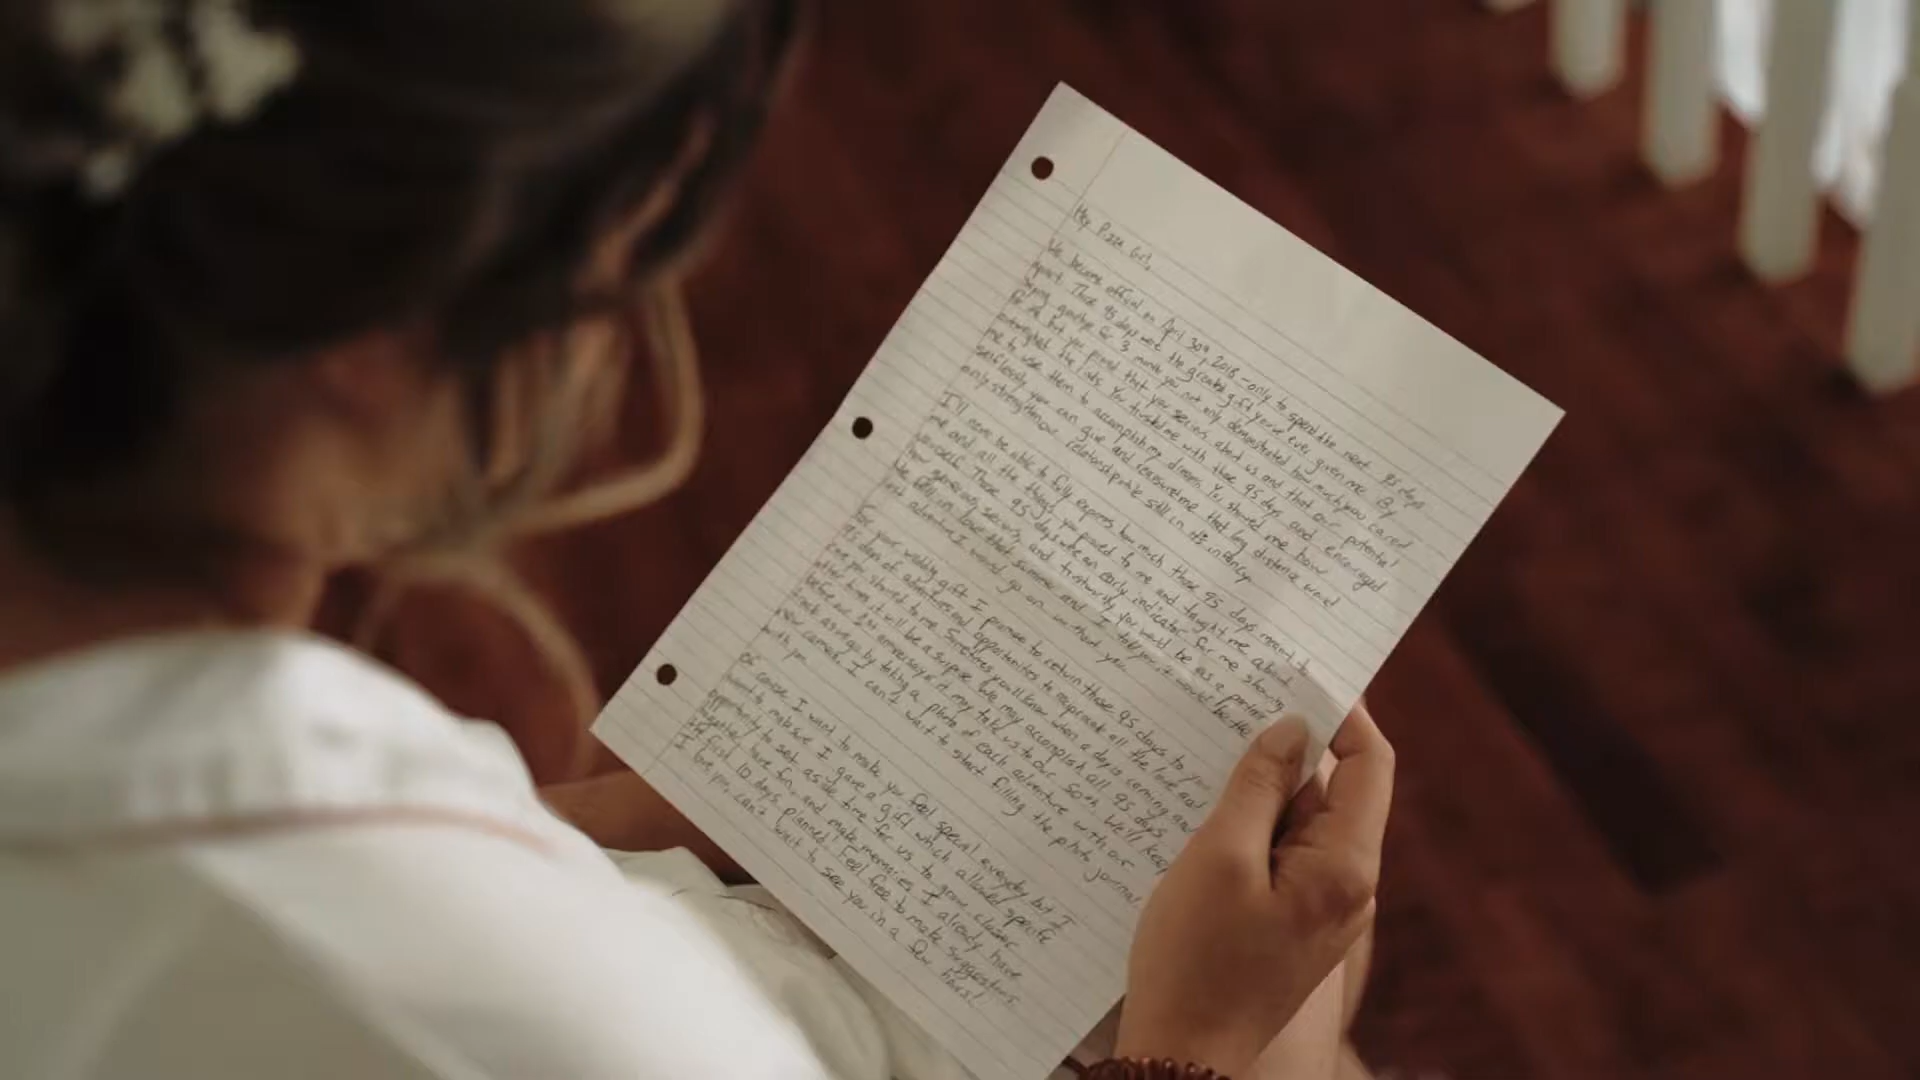 Hey Pizza Girl,
We became official on April 30th, 2018 - only to spend the next 95 days
apart. Those 95 days were the greatest gift you've ever given me. By
saying goodbye for 3 months you not only demonstrated how much you cared
for me but you proved that you serious about us and that our potential
outweighed the risks. You trusted me with those 95 days and encouraged
me to use them to accomplish my dreams. You showed me how
selflessly you can give and reassured me that long distance would
only strengthen our relationship while still in its infancy.
I'll never be able to fully express how much those 95 days meant to
me and all the things you proved to me and taught me about
yourself. Those 95 days were an early indicator for me showing
how generous, secure, and trustworthy you would be as a partner.
We fell in love that summer and I told you it would be the
first adventure I would go on without you.
For your wedding gift I promise to return those 95 days to you.
95 days of adventures and opportunities to reciprocate all the love and
care you showed to me. Sometimes you'll know when a day is coming and
other times it will be a surprise. We may accomplish all 95 days
before our 1st anniversary or it may take us to our 50th. We'll keep
track as we go by taking a photo of each adventure with our
new camera. I can't wait to start filling the photo journal
with you.
Of course I want to make you feel special everyday but I
want to make sure I gave a gift which allowed specific
opportunity to set aside time for us to grow closer
together, have fun, and make memories. I already have
the first 10 days planned! Feel free to make suggestions.
I love you, can't wait to see you in a few hours!